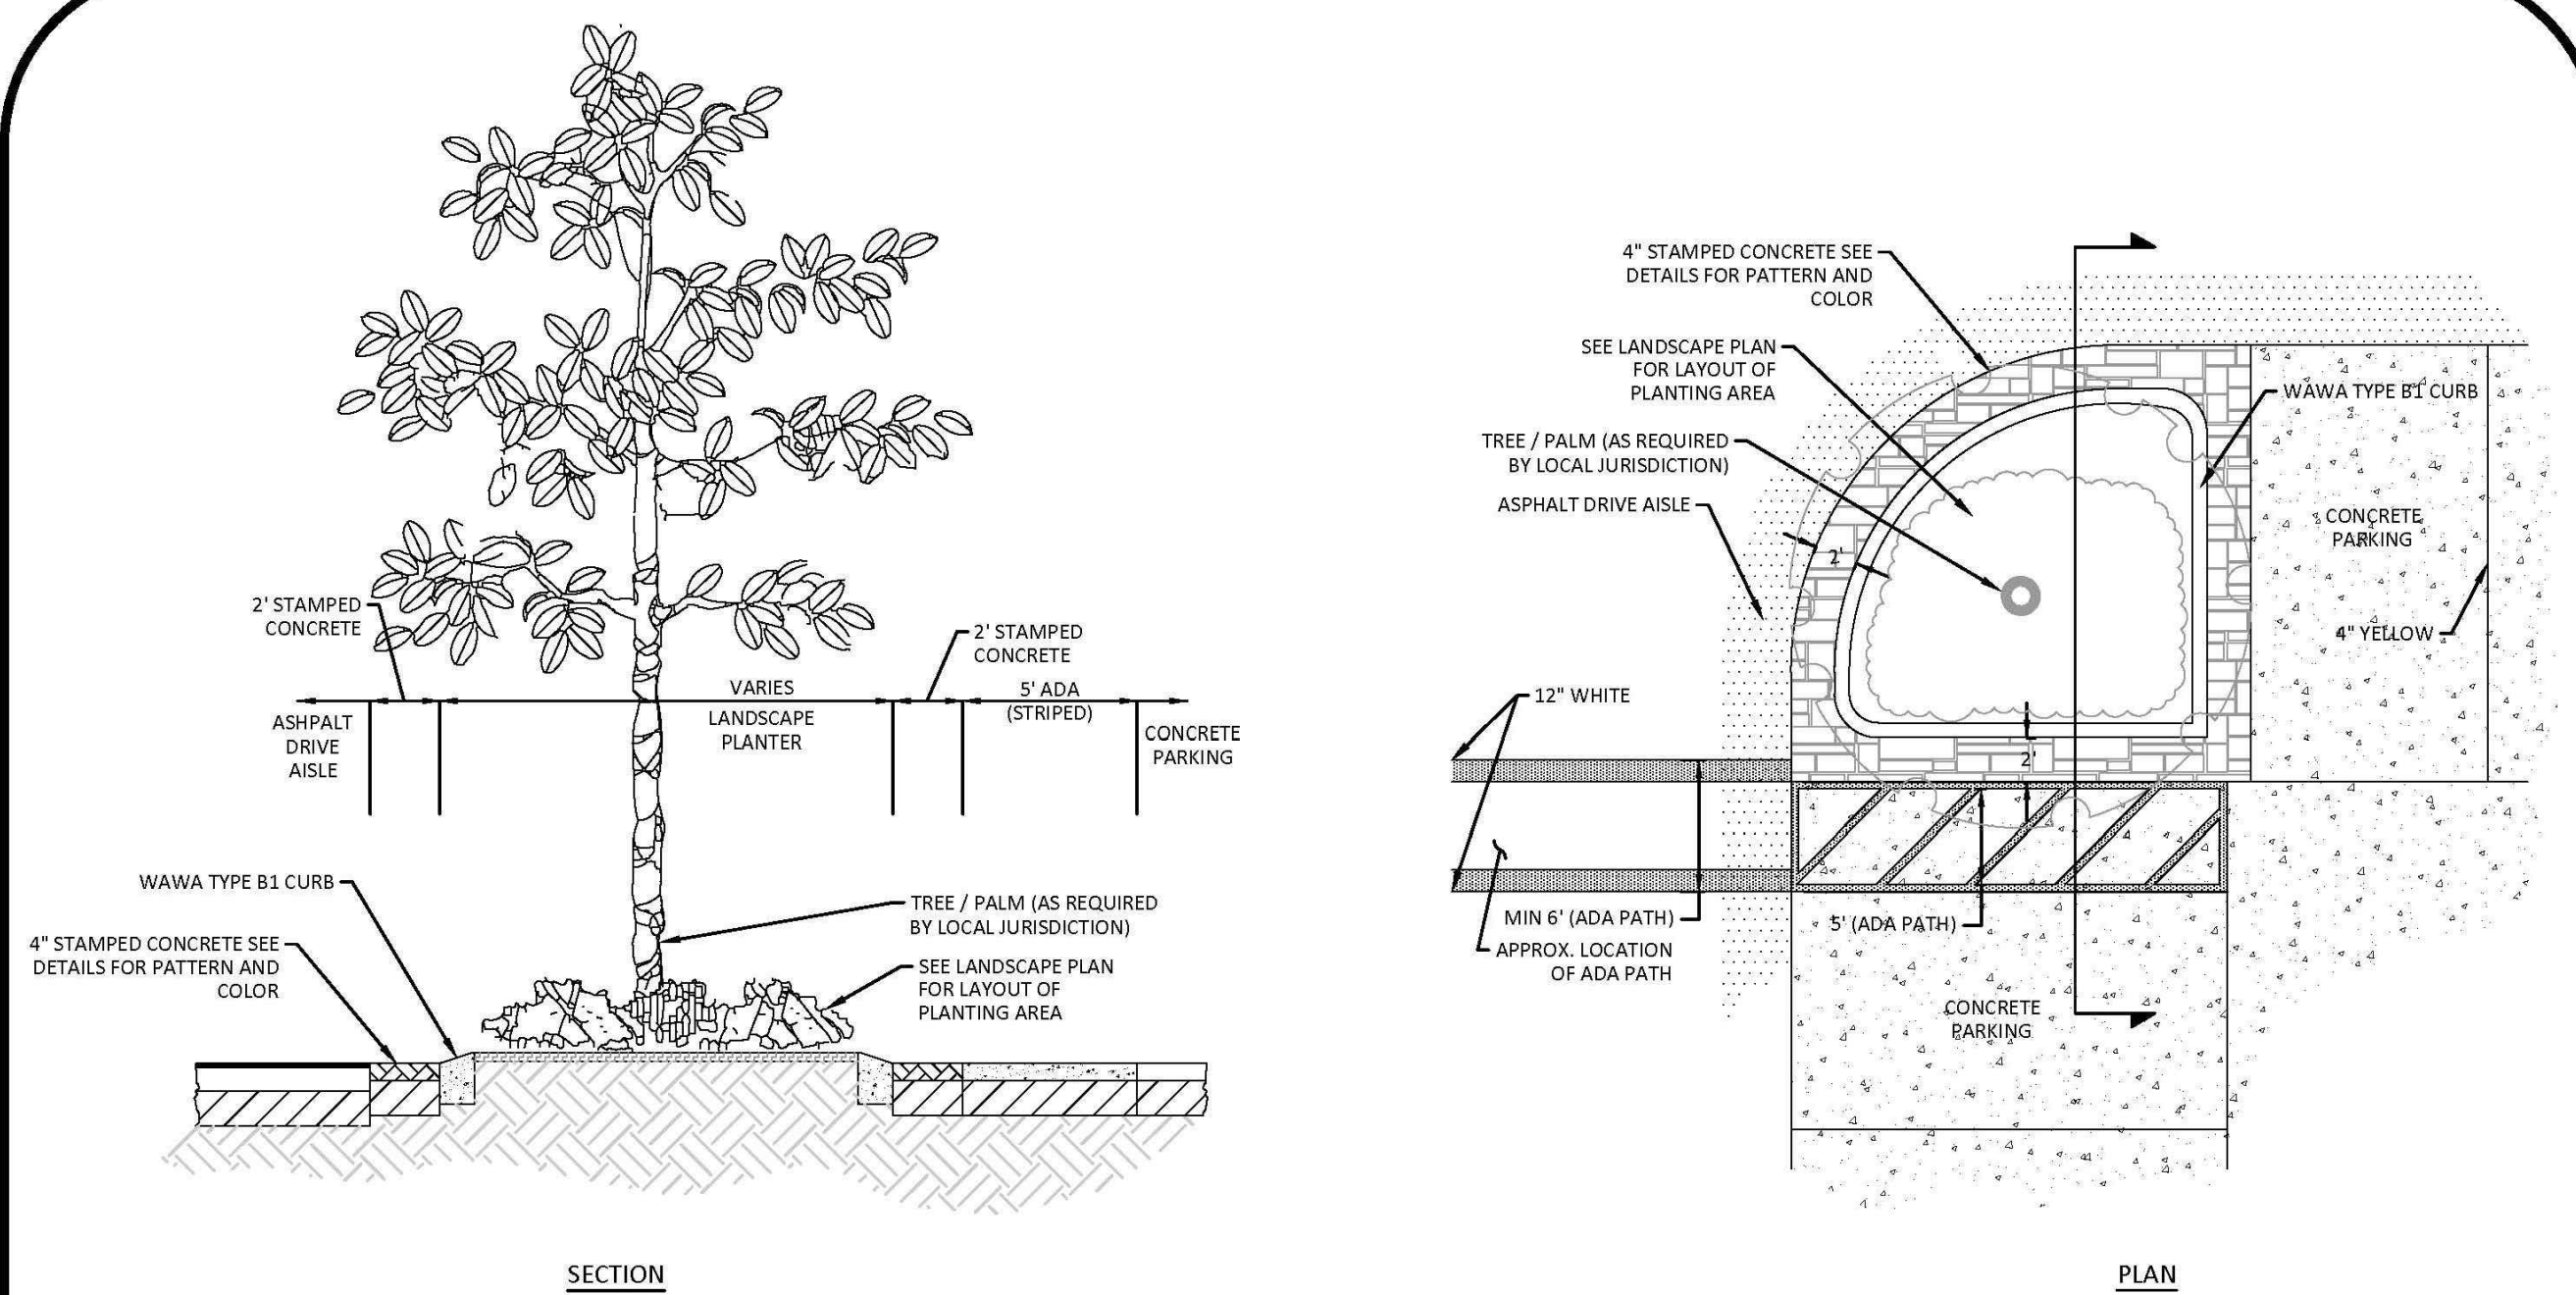 2' STAMPED
CONCRETE
2' STAMPED
CONCRETE
VARIES
LANDSCAPE
PLANTER
5' ADA
(STRIPED)
ASHPALT
DRIVE
AISLE
CONCRETE
PARKING
WAWA TYPE B1 CURB
4" STAMPED CONCRETE SEE
DETAILS FOR PATTERN AND
COLOR
TREE / PALM (AS REQUIRED
BY LOCAL JURISDICTION)
SEE LANDSCAPE PLAN
FOR LAYOUT OF
PLANTING AREA
SECTION
4" STAMPED CONCRETE SEE
DETAILS FOR PATTERN AND
COLOR
SEE LANDSCAPE PLAN
FOR LAYOUT OF
PLANTING AREA
TREE / PALM (AS REQUIRED
BY LOCAL JURISDICTION)
ASPHALT DRIVE AISLE
WAWA TYPE B1 CURB
CONCRETE
PARKING
2'
4" YELLOW
12" WHITE
2'
MIN 6' (ADA PATH)
5' (ADA PATH)
APPROX. LOCATION
OF ADA PATH
CONCRETE
PARKING
PLAN